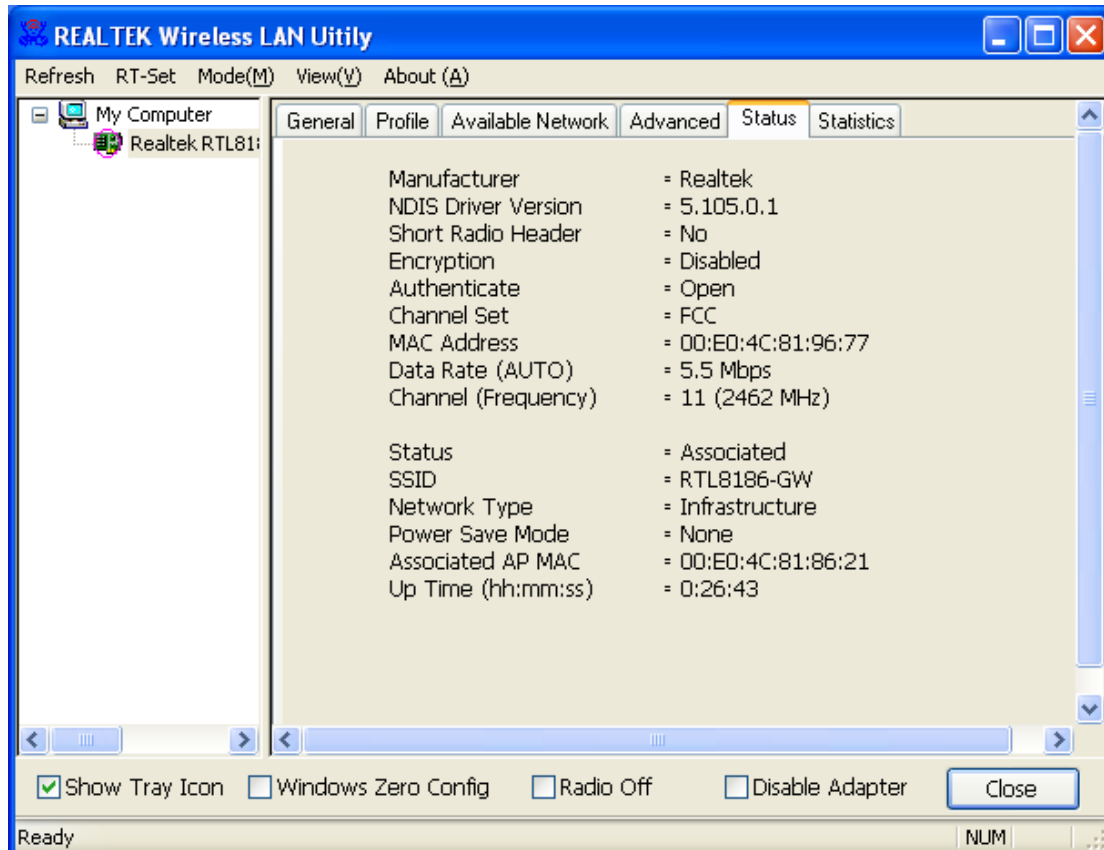 REALTEK Wireless LAN Uitily
Refresh RT-Set Mode(M) View(V) About (A)
My Computer
Realtek RTL81
General Profile Available Network Advanced Status Statistics
Manufacturer = Realtek
NDIS Driver Version = 5.105.0.1
Short Radio Header = No
Encryption = Disabled
Authenticate = Open
Channel Set = FCC
MAC Address = 00:E0:4C:81:96:77
Data Rate (AUTO) = 5.5 Mbps
Channel (Frequency) = 11 (2462 MHz)
Status = Associated
SSID = RTL8186-GW
Network Type = Infrastructure
Power Save Mode = None
Associated AP MAC = 00:E0:4C:81:86:21
Up Time (hh:mm:ss) = 0:26:43
Show Tray Icon Windows Zero Config Radio Off Disable Adapter Close
Ready NUM